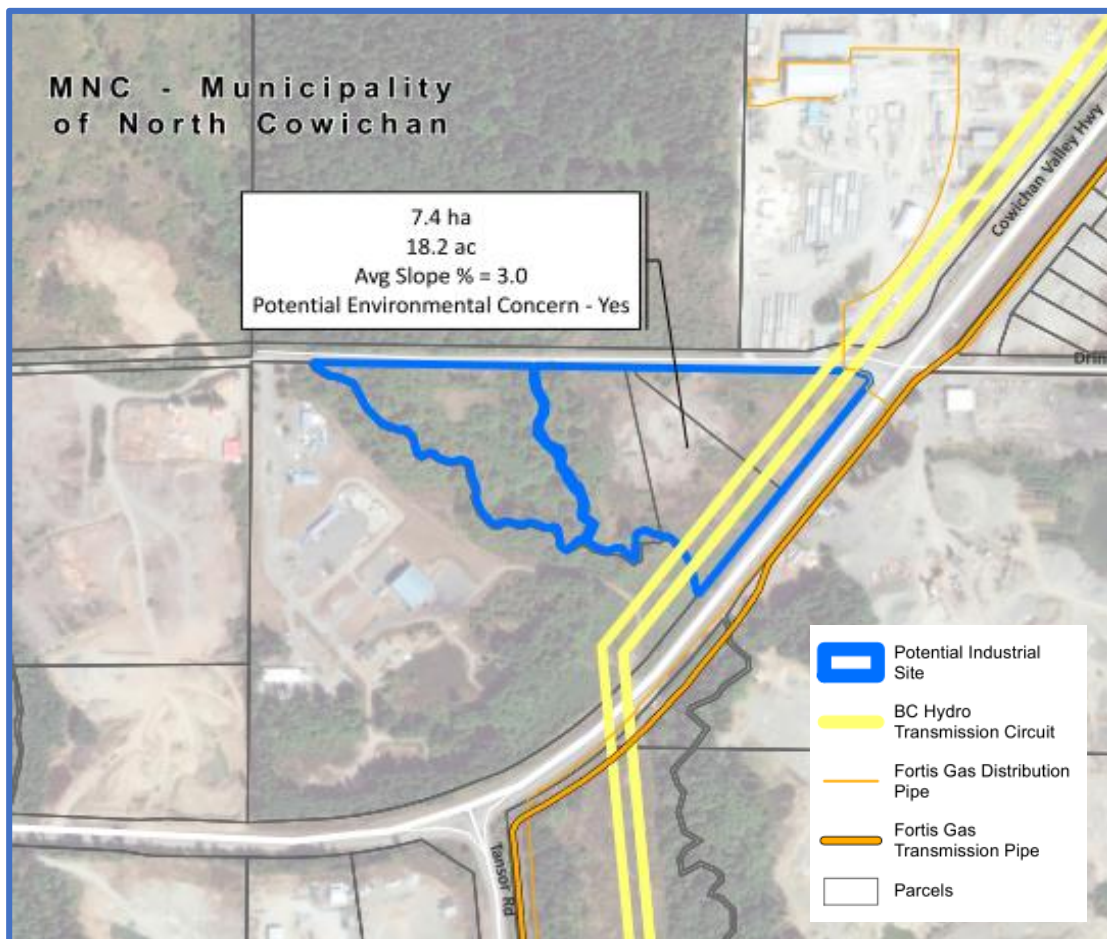 MNC - Municipality
of North Cowichan
7.4 ha
18.2 ac
Avg Slope % = 3.0
Potential Environmental Concern - Yes
Cowichan Valley Hwy
Drin
Tansor Rd
Potential Industrial
Site
BC Hydro
Transmission Circuit
Fortis Gas Distribution
Pipe
Fortis Gas
Transmission Pipe
Parcels